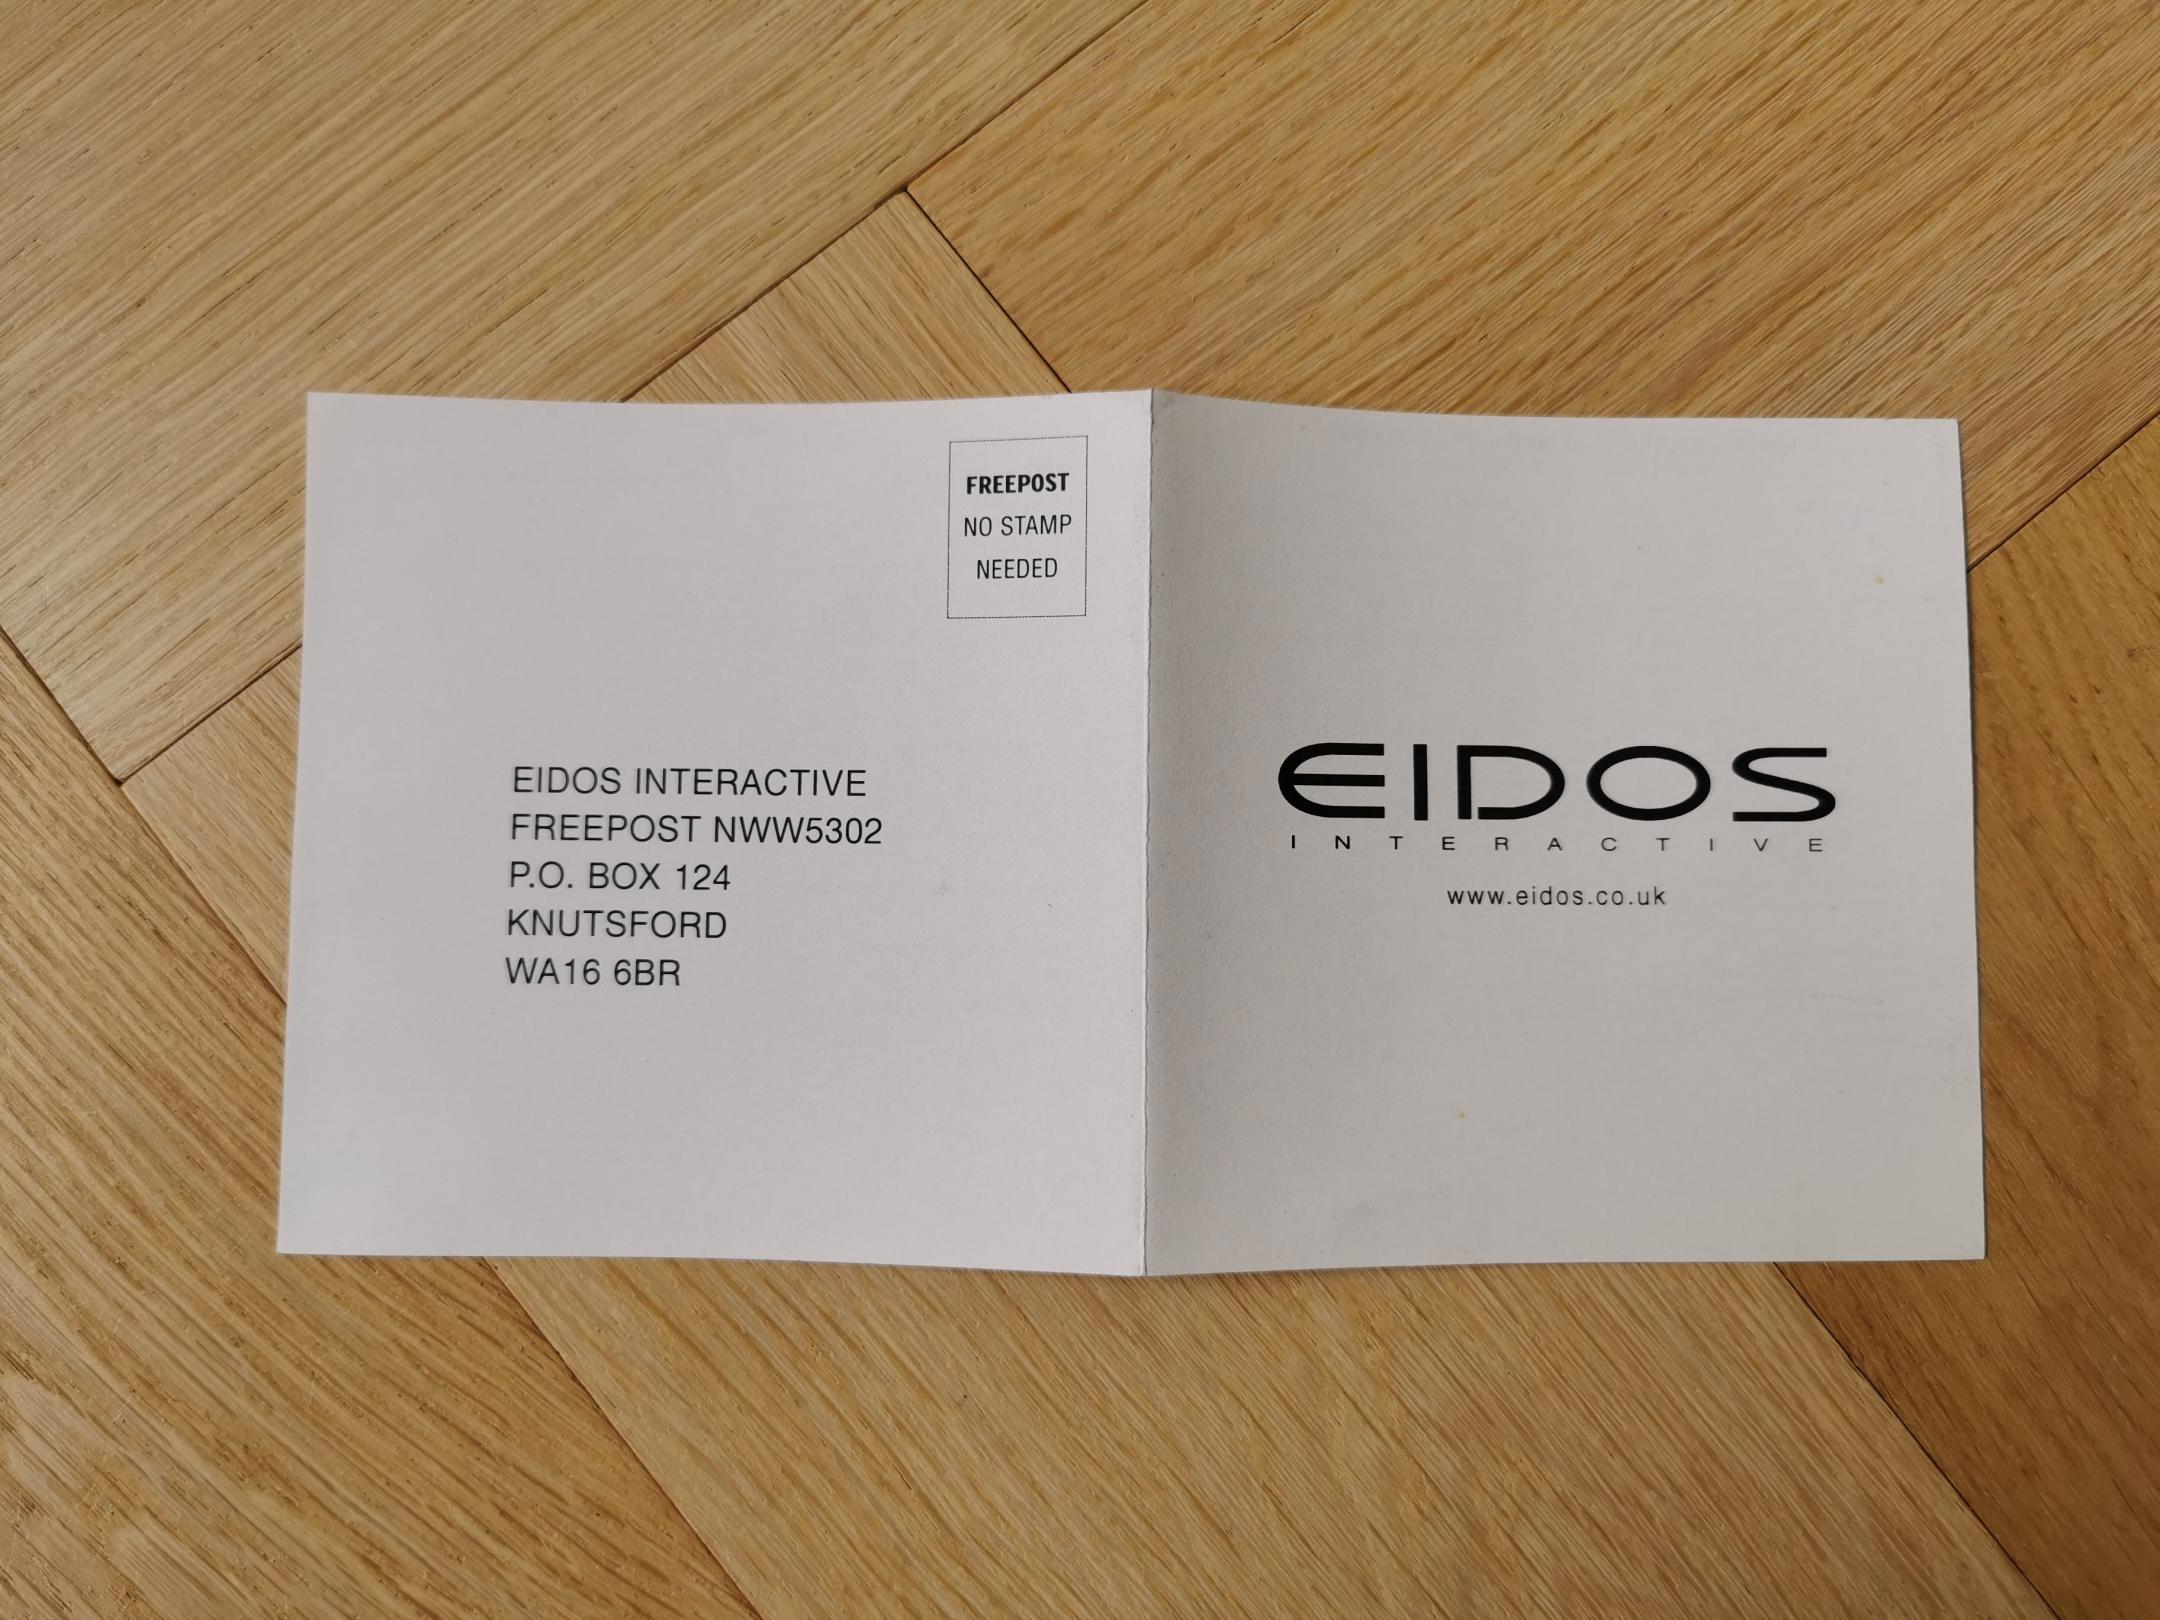 FREEPOST
NO STAMP
NEEDED
EIDOS INTERACTIVE
FREEPOST NWW5302
P.O. BOX 124
KNUTSFORD
WA16 6BR
EIDOS
INTERACTIVE
www.eidos.co.uk